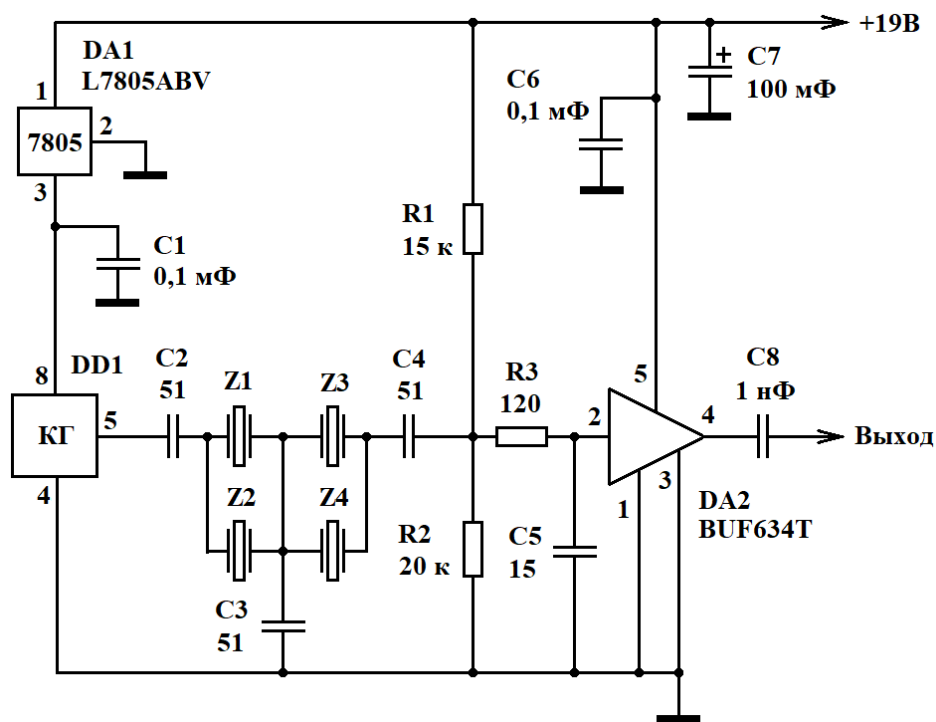 +19В
DA1
L7805ABV
1
7805
2
3
C1
0,1 мФ
C6
0,1 мФ
C7
100 мФ
+
R1
15 к
8
DD1
КГ
5
4
C2
51
Z1
Z3
Z2
Z4
C3
51
C4
51
R3
120
R2
20 к
C5
15
2
5
4
1
3
DA2
BUF634T
C8
1 нФ
Выход